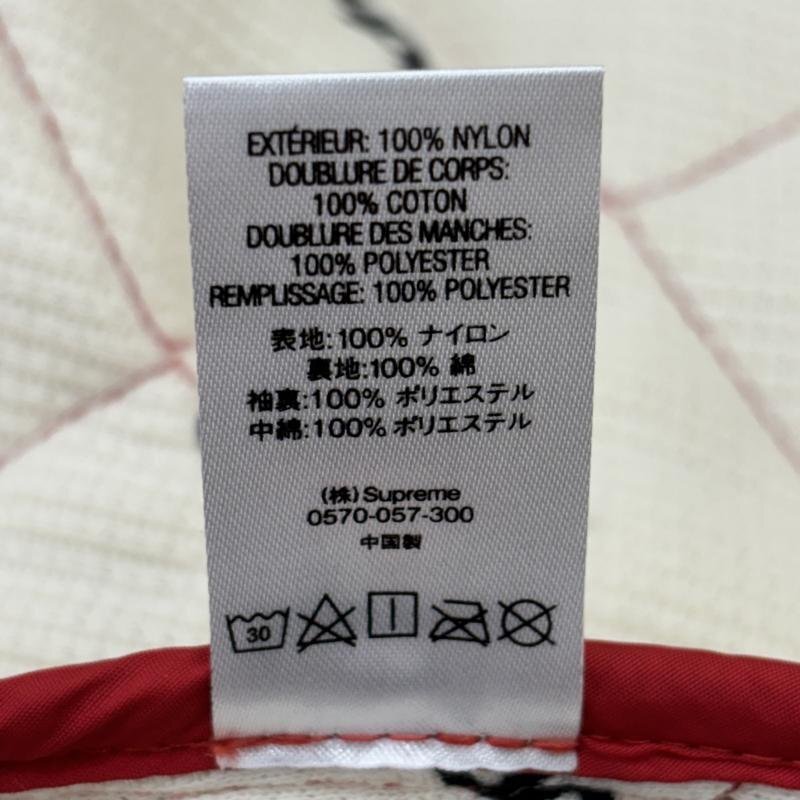 EXTÉRIEUR: 100% NYLON
DOUBLURE DE CORPS:
100% COTON
DOUBLURE DES MANCHES:
100% POLYESTER
REMPLISSAGE: 100% POLYESTER
表地:100% ナイロン
裏地:100% 綿
袖裏:100% ポリエステル
中綿:100% ポリエステル
(株)Supreme
0570-057-300
中国製
30